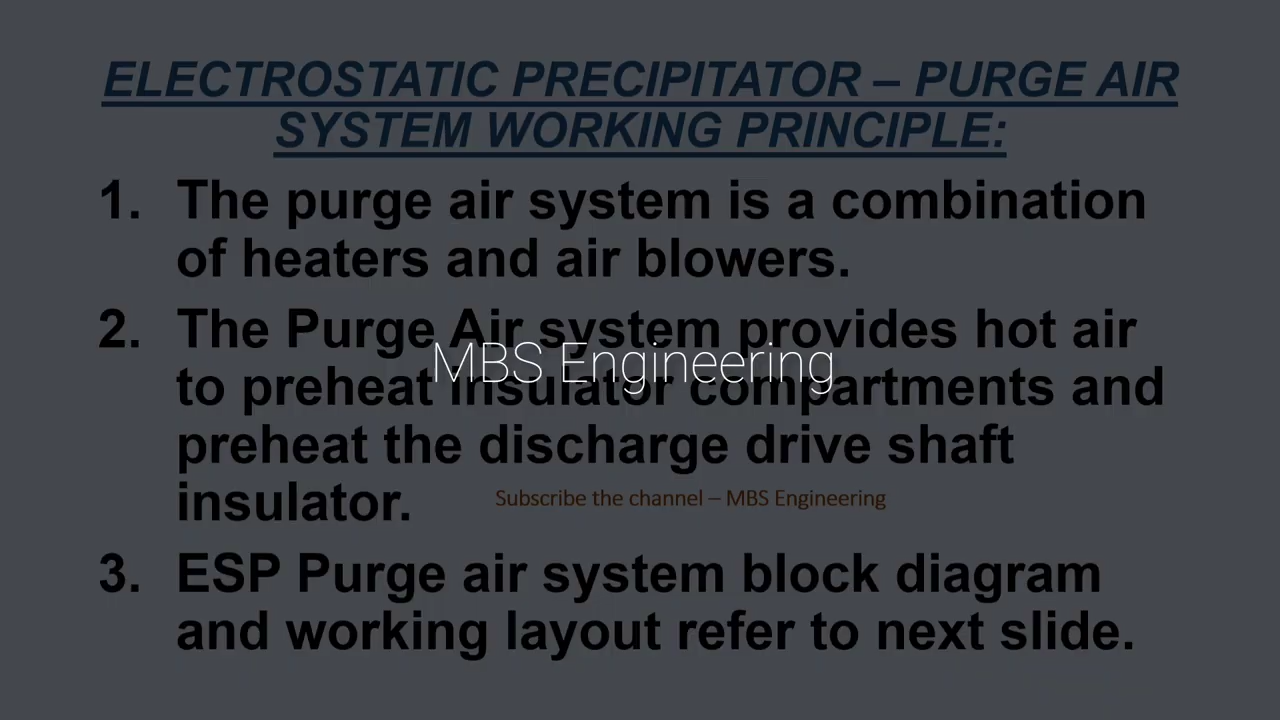 ELECTROSTATIC PRECIPITATOR – PURGE AIR
SYSTEM WORKING PRINCIPLE:
1. The purge air system is a combination
of heaters and air blowers.
2. The Purge Air system provides hot air
MBS Engineering
to preheat insulator compartments and
preheat the discharge drive shaft
insulator.
Subscribe the channel – MBS Engineering
3. ESP Purge air system block diagram
and working layout refer to next slide.